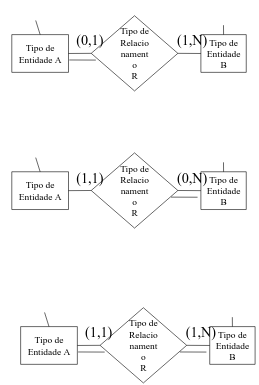 Tipo de
Entidade A
(0,1)
Tipo de
Relacio
nament
o
R
(1,N)
Tipo de
Entidade
B
Tipo de
Entidade A
(1,1)
Tipo de
Relacio
nament
o
R
(0,N)
Tipo de
Entidade
B
Tipo de
Entidade A
(1,1)
Tipo de
Relacio
nament
o
R
(1,N)
Tipo de
Entidade
B